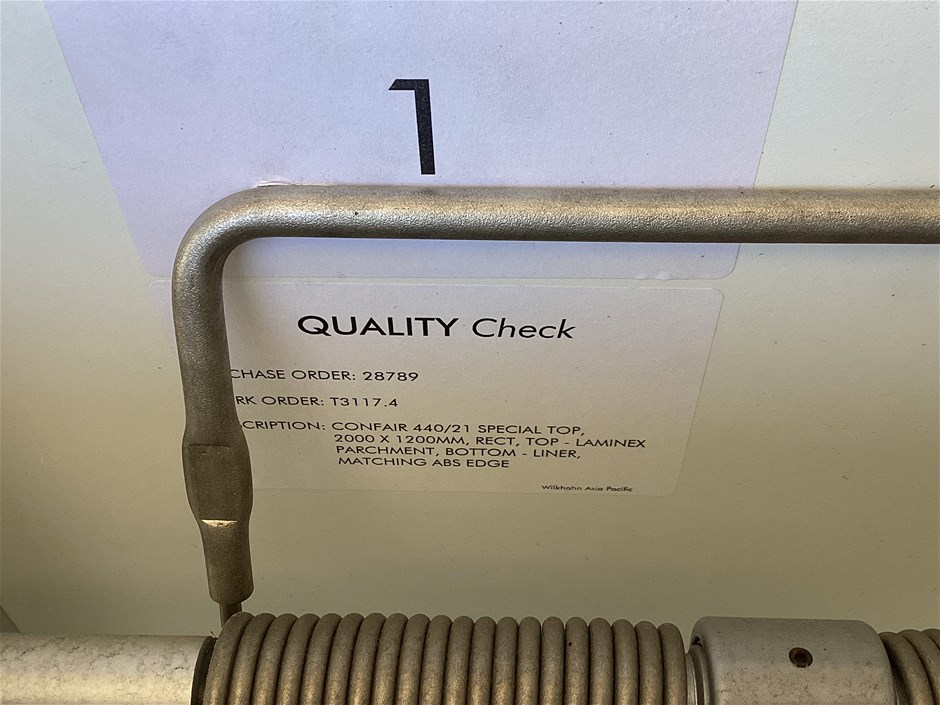 1
QUALITY Check
CHASE ORDER: 28789
RK ORDER: T3117.4
CRIPTION: CONFAIR 440/21 SPECIAL TOP,
2000 X 1200MM, RECT, TOP - LAMINEX
PARCHMENT, BOTTOM - LINER,
MATCHING ABS EDGE
Wilkhahn Asia Pacific